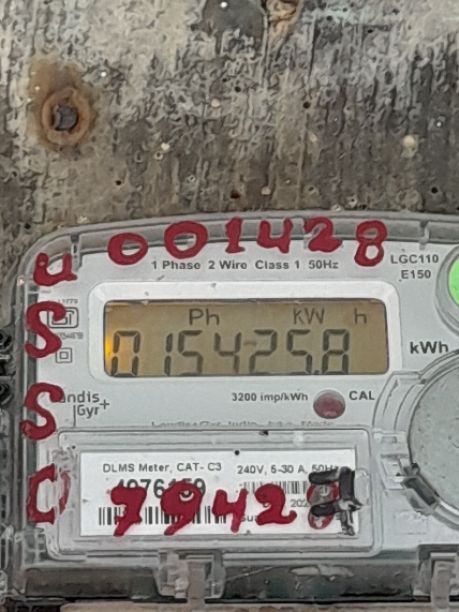 001428
u
S
S
C
1 Phase 2 Wire Class 1 50Hz
LGC110
E150
Ph KW h
015425.8
kWh
Landis
Gyr+
3200 imp/kWh CAL
DLMS Meter, CAT- C3 240V, 5-30 A, 50Hz
7942